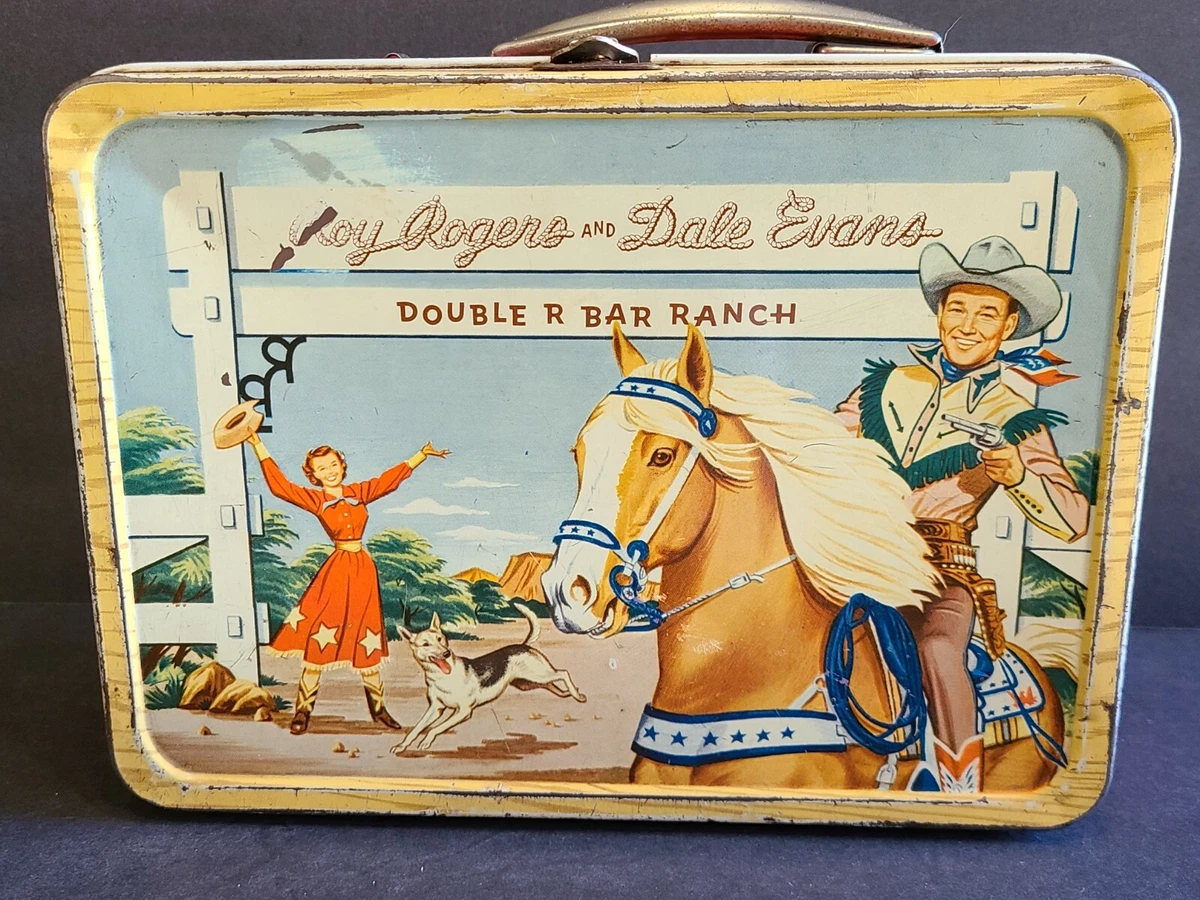 Roy Rogers AND Dale Evans
DOUBLE R BAR RANCH